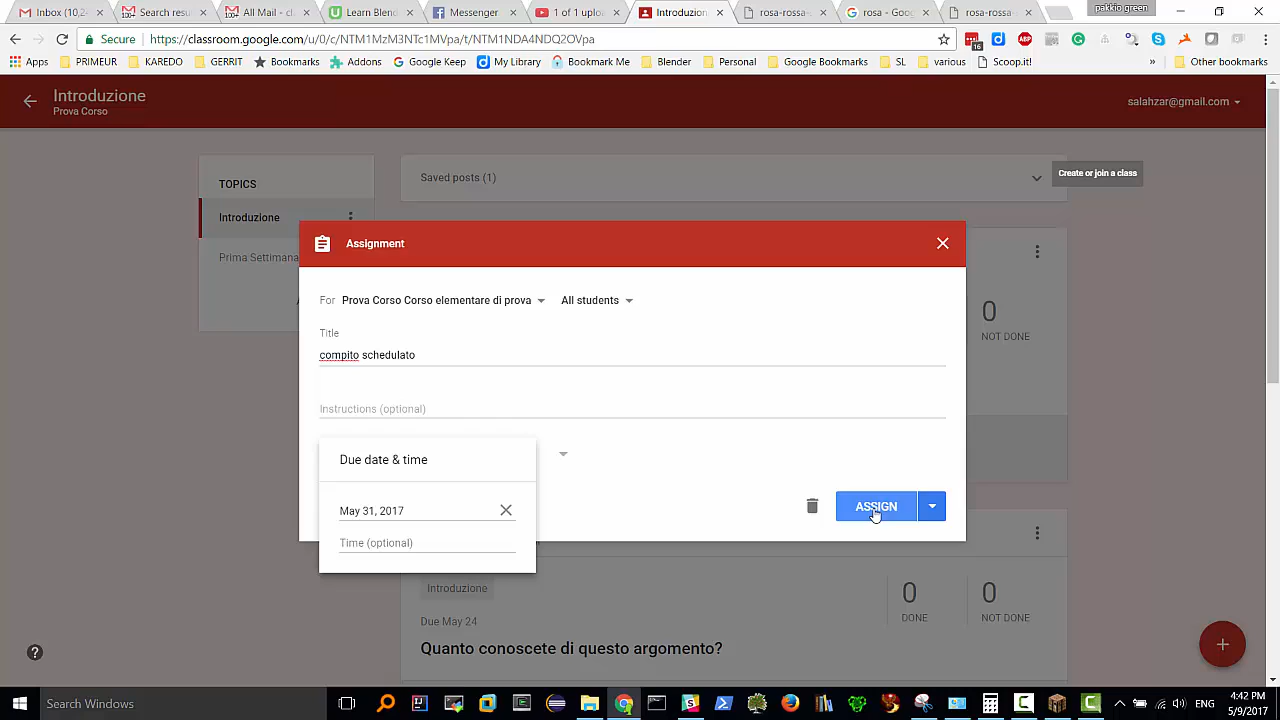 Inbox (10,24
Search resu
All Mail - c
Learn Blend
Messenger
1 of 1 uplo
Introduzion
rosa-rossa-
rosa - Goo
rosa-rossa-
pakkio green
Secure
https://classroom.google.com/u/0/c/NTM1MzM3NTc1MVpa/t/NTM1NDA4NDQ2OVpa
16
ABP
Apps
PRIMEUR
KAREDO
GERRIT
Bookmarks
Addons
Google Keep
My Library
Bookmark Me
Blender
Personal
Google Bookmarks
SL
various
Scoop.it!
»
Other bookmarks
Introduzione
Prova Corso
salahzar@gmail.com
Saved posts (1)
Create or join a class
TOPICS
Introduzione
Prima Settimana
Assignment
For Prova Corso Corso elementare di prova All students
Title
compito schedulato
Instructions (optional)
Due date & time
May 31, 2017
Time (optional)
ASSIGN
0
NOT DONE
Introduzione
Due May 24
Quanto conoscete di questo argomento?
0
DONE
0
NOT DONE
Search Windows
ENG
4:42 PM
5/9/2017